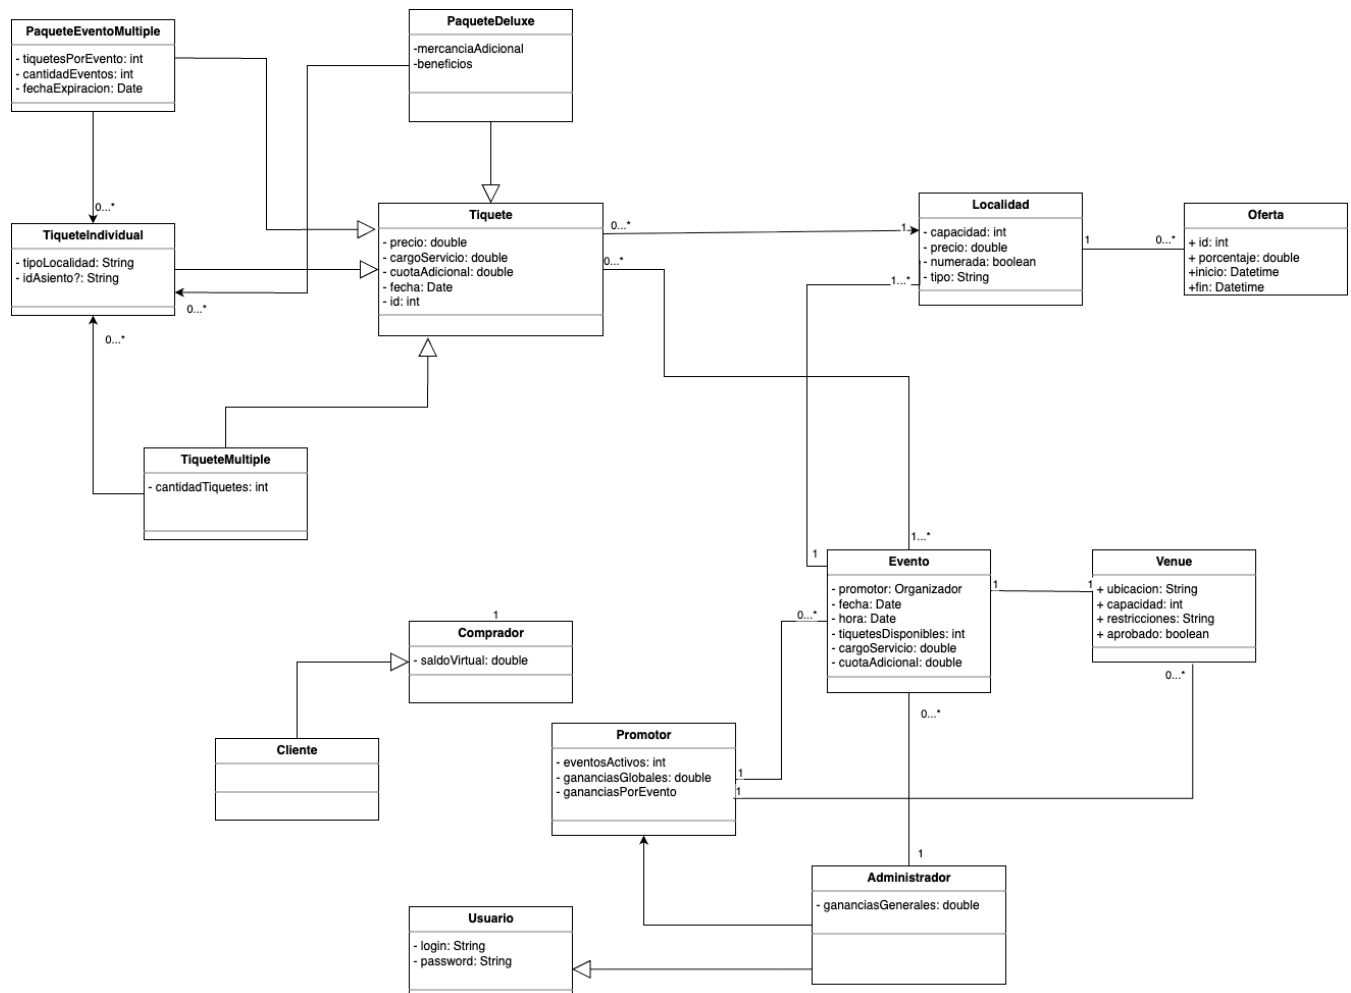 PaqueteEventoMultiple
- tiquetesPorEvento: int
- cantidadEventos: int
- fechaExpiracion: Date
PaqueteDeluxe
-mercanciaAdicional
-beneficios
0...*
TiqueteIndividual
- tipoLocalidad: String
- idAsiento?: String
0...*
0...*
Tiquete
- precio: double
- cargoServicio: double
- cuotaAdicional: double
- fecha: Date
- id: int
0...*
0...*
1
1...*
Localidad
- capacidad: int
- precio: double
- numerada: boolean
- tipo: String
1
0...*
Oferta
+ id: int
+ porcentaje: double
+inicio: Datetime
+fin: Datetime
TiqueteMultiple
- cantidadTiquetes: int
1...*
1
Evento
- promotor: Organizador
- fecha: Date
- hora: Date
- tiquetesDisponibles: int
- cargoServicio: double
- cuotaAdicional: double
1
1
0...*
0...*
Venue
+ ubicacion: String
+ capacidad: int
+ restricciones: String
+ aprobado: boolean
0...*
1
Comprador
- saldoVirtual: double
Cliente
Promotor
- eventosActivos: int
- gananciasGlobales: double
- gananciasPorEvento
1
1
1
Administrador
- gananciasGenerales: double
Usuario
- login: String
- password: String